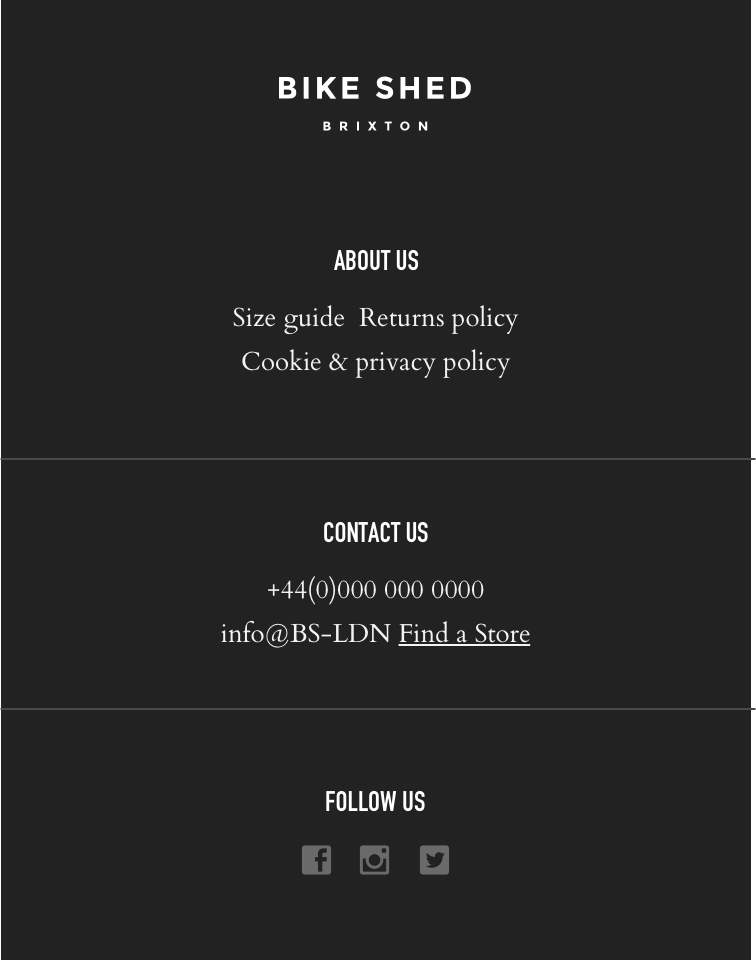 BIKE SHED
BRIXTON
ABOUT US
Size guide Returns policy
Cookie & privacy policy
CONTACT US
+44(0)000 000 0000
info@BS-LDN Find a Store
FOLLOW US